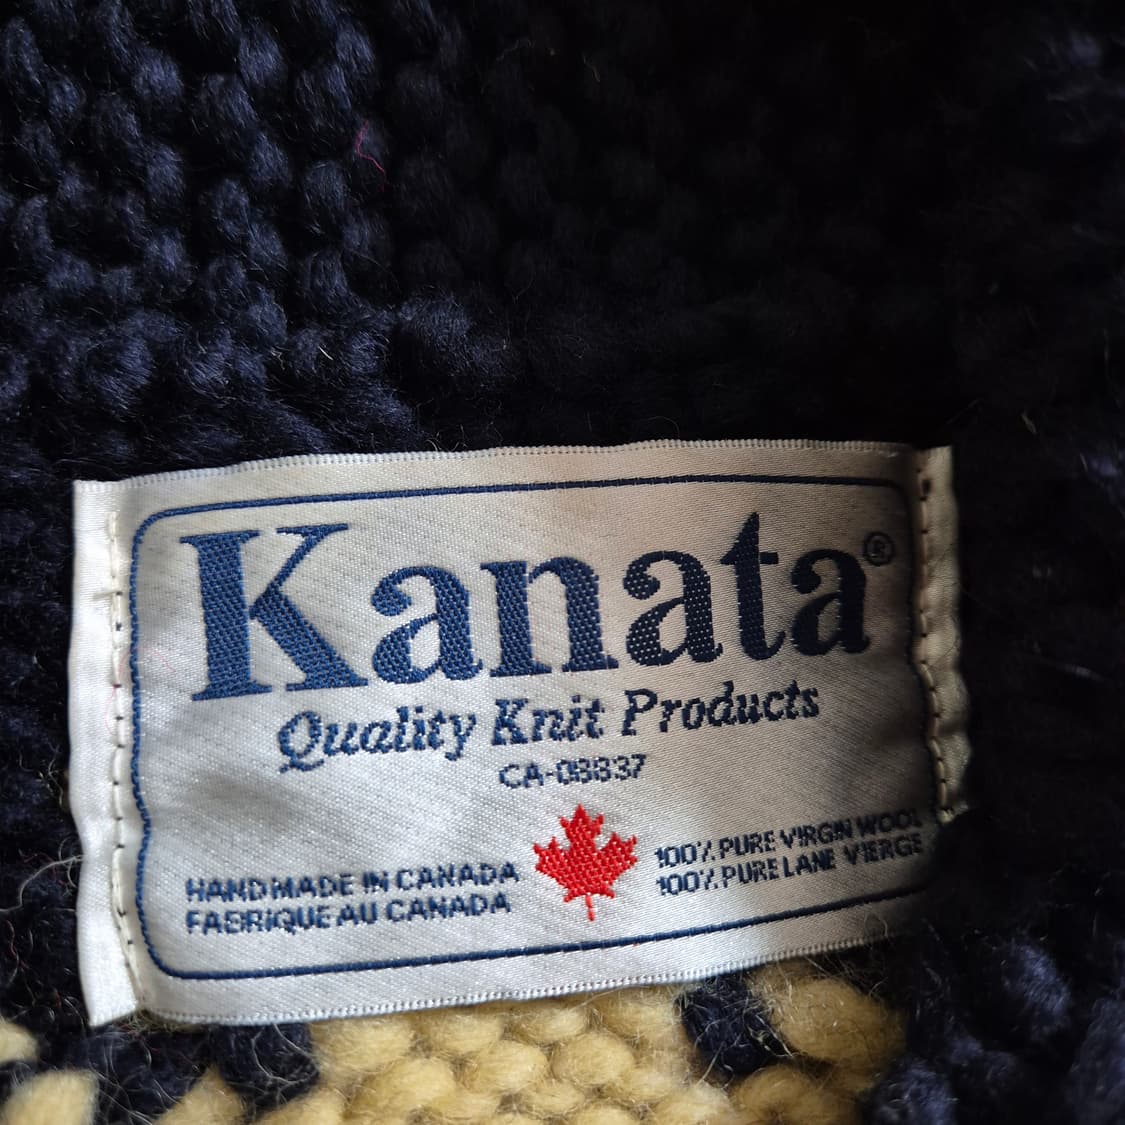 Kanata®
Quality Knit Products
CA-08837
HANDMADE IN CANADA
FABRIQUE AU CANADA
100% PURE VIRGIN WOOL
100% PURE LANE VIERGE